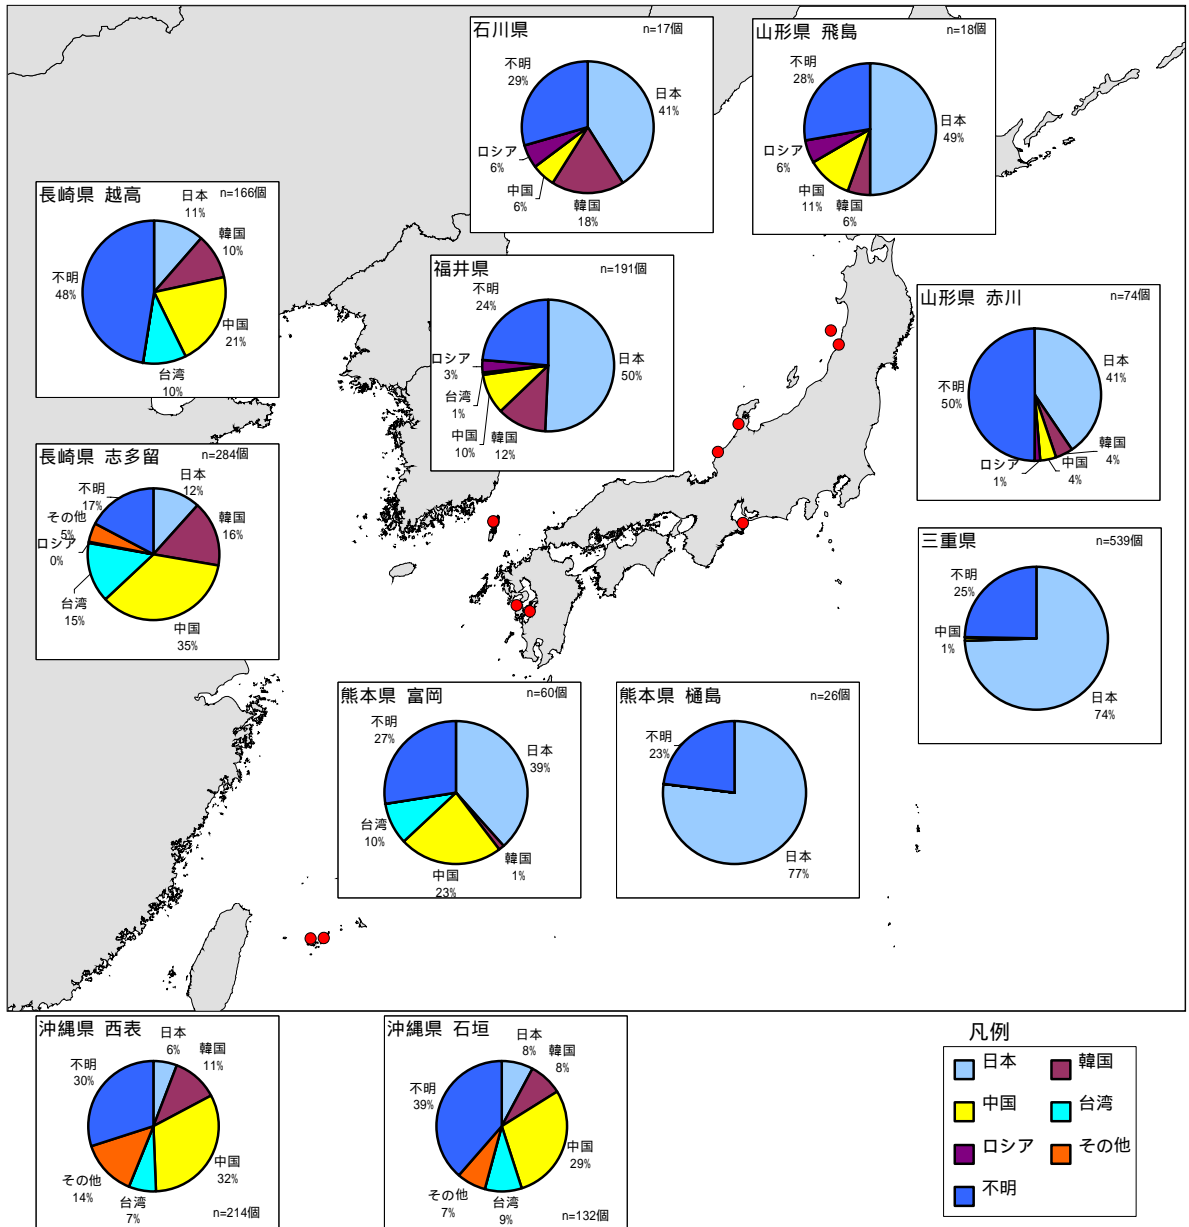 石川県 n=17個
不明
29%
日本
41%
ロシア
6%
中国
6%
韓国
18%
山形県 飛島 n=18個
不明
28%
日本
49%
ロシア
6%
中国
11%
韓国
6%
長崎県 越高 n=166個
日本
11%
韓国
10%
不明
48%
中国
21%
台湾
10%
福井県 n=191個
不明
24%
日本
50%
ロシア
3%
台湾
1%
中国
10%
韓国
12%
山形県 赤川 n=74個
日本
41%
不明
50%
韓国
4%
ロシア
1%
中国
4%
長崎県 志多留 n=284個
日本
12%
不明
17%
韓国
16%
その他
5%
ロシア
0%
台湾
15%
中国
35%
三重県 n=539個
不明
25%
中国
1%
日本
74%
熊本県 富岡 n=60個
不明
27%
日本
39%
台湾
10%
韓国
1%
中国
23%
熊本県 樋島 n=26個
不明
23%
日本
77%
沖縄県 西表
日本
6%
韓国
11%
不明
30%
中国
32%
その他
14%
台湾
7%
n=214個
沖縄県 石垣
日本
8%
韓国
8%
不明
39%
中国
29%
その他
7%
台湾
9%
n=132個
凡例
日本 韓国
中国 台湾
ロシア その他
不明